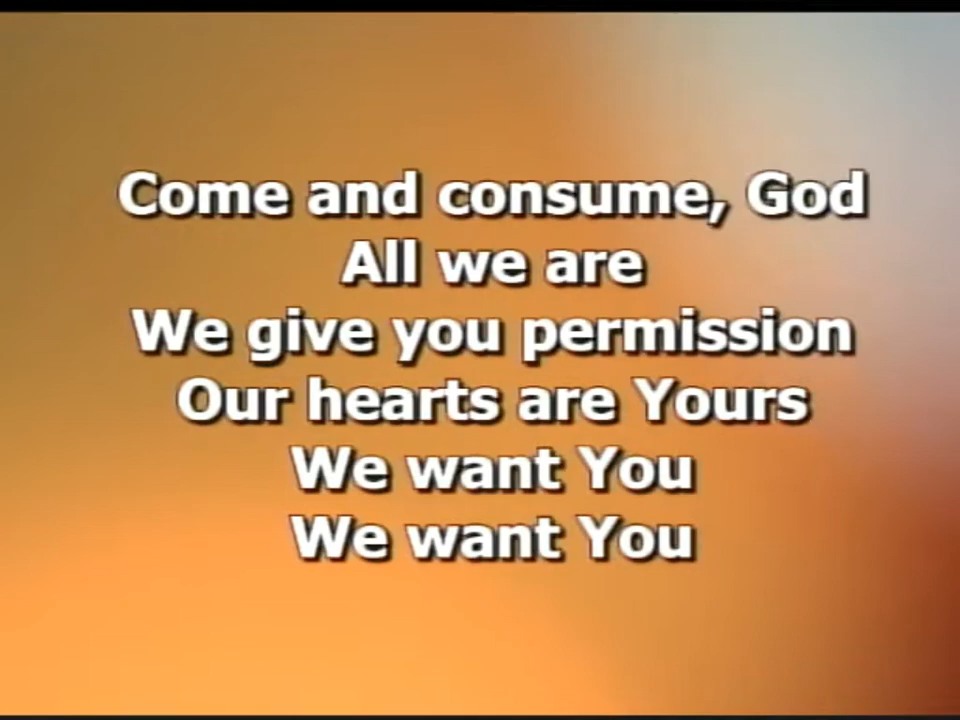 Come and consume, God
All we are
We give you permission
Our hearts are Yours
We want You
We want You